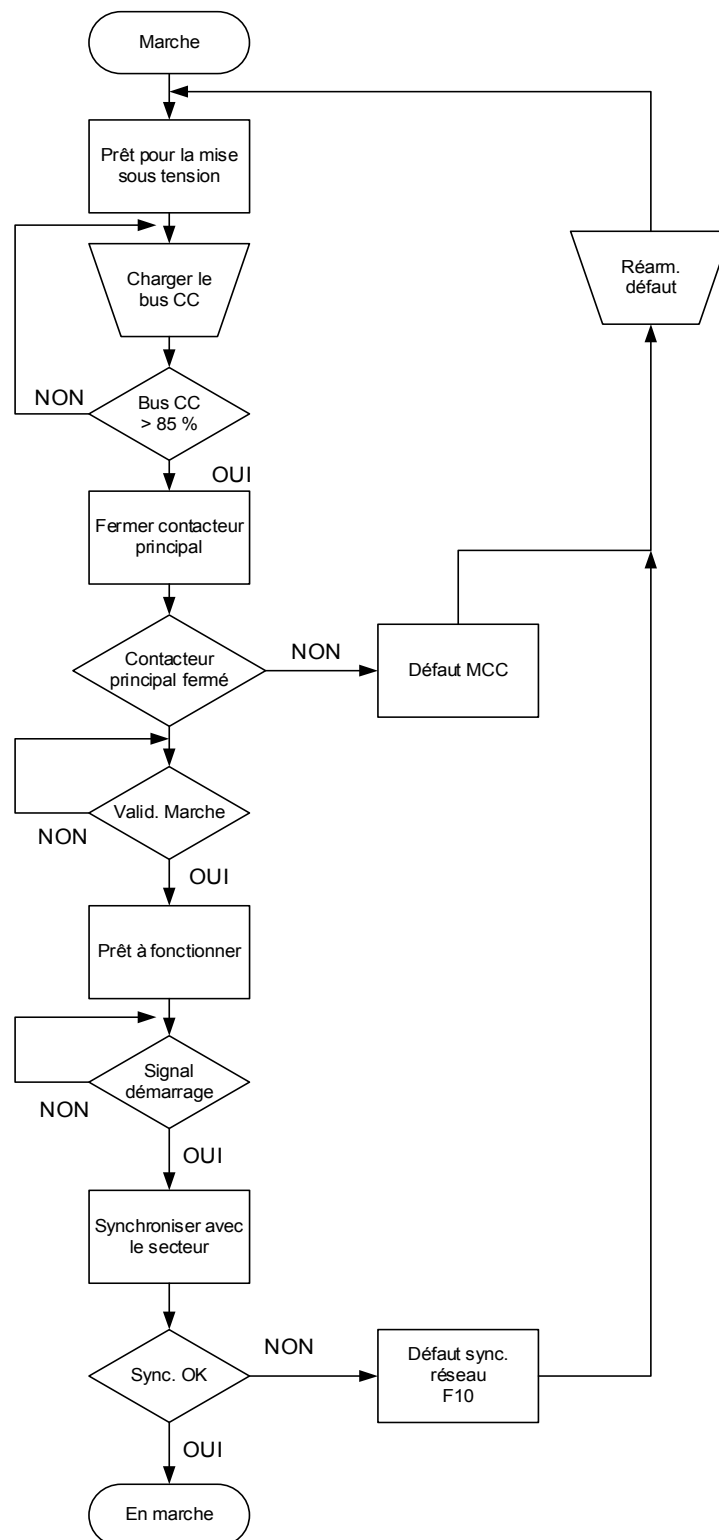 Marche
Prêt pour la mise
sous tension
Charger le
bus CC
Réarm.
défaut
NON
Bus CC
> 85 %
OUI
Fermer contacteur
principal
Contacteur
principal fermé
NON
Défaut MCC
Valid. Marche
NON
OUI
Prêt à fonctionner
Signal
démarrage
NON
OUI
Synchroniser avec
le secteur
Sync. OK
NON
Défaut sync.
réseau
F10
OUI
En marche